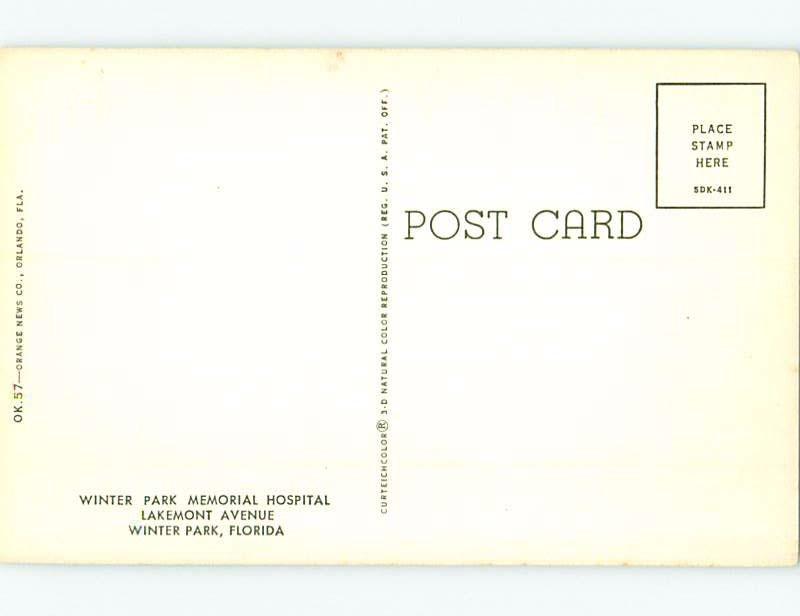 OK.57—ORANGE NEWS CO., ORLANDO, FLA.
WINTER PARK MEMORIAL HOSPITAL
LAKEMONT AVENUE
WINTER PARK, FLORIDA
CURTEICHCOLOR® 3-D NATURAL COLOR REPRODUCTION (REG. U. S. A. PAT. OFF.)
POST CARD
PLACE
STAMP
HERE
5DK-411